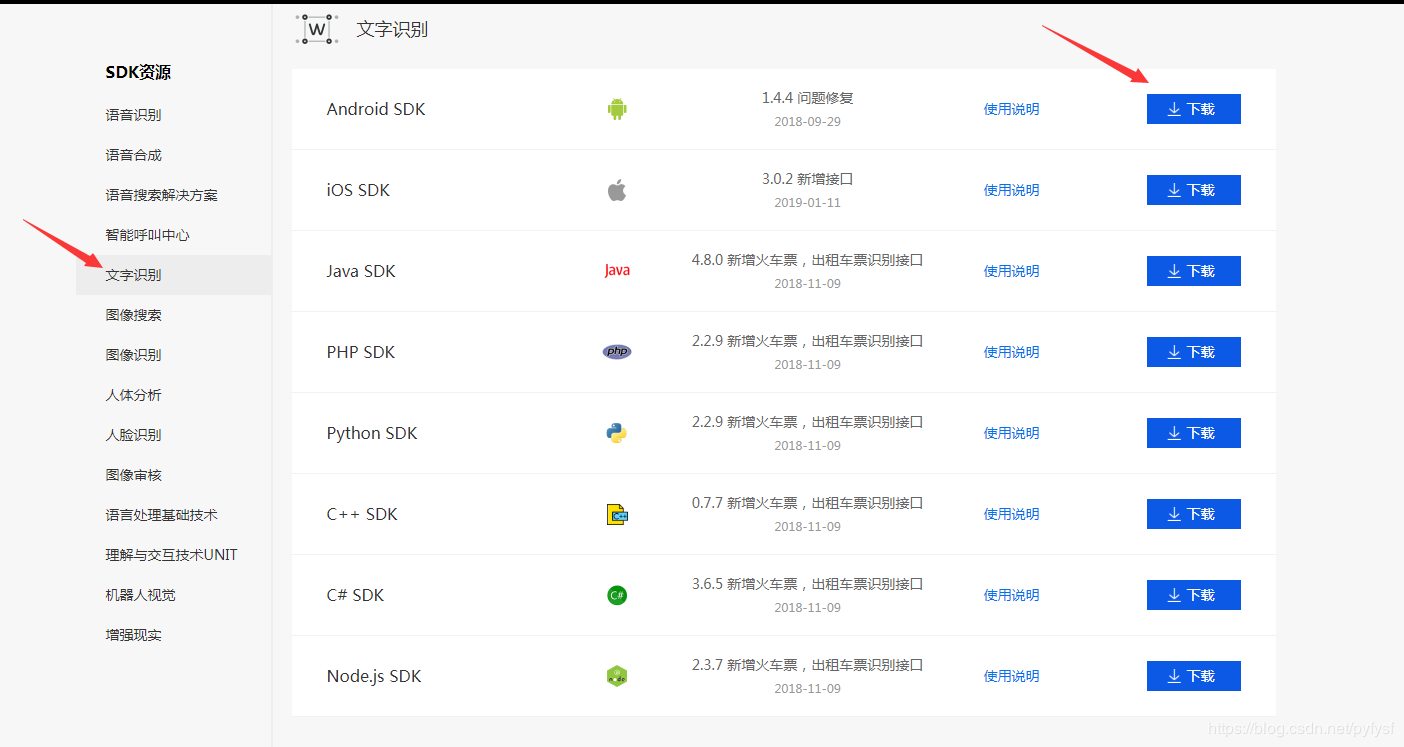 W 文字识别
SDK资源
语音识别
语音合成
语音搜索解决方案
智能呼叫中心
文字识别
图像搜索
图像识别
人体分析
人脸识别
图像审核
语言处理基础技术
理解与交互技术UNIT
机器人视觉
增强现实
Android SDK 1.4.4 问题修复 使用说明 下载
2018-09-29
iOS SDK 3.0.2 新增接口 使用说明 下载
2019-01-11
Java SDK Java 4.8.0 新增火车票，出租车票识别接口 使用说明 下载
2018-11-09
PHP SDK php 2.2.9 新增火车票，出租车票识别接口 使用说明 下载
2018-11-09
Python SDK 2.2.9 新增火车票，出租车票识别接口 使用说明 下载
2018-11-09
C++ SDK C++ 0.7.7 新增火车票，出租车票识别接口 使用说明 下载
2018-11-09
C# SDK C# 3.6.5 新增火车票，出租车票识别接口 使用说明 下载
2018-11-09
Node.js SDK node 2.3.7 新增火车票，出租车票识别接口 使用说明 下载
2018-11-09
https://blog.csdn.net/pyfysf